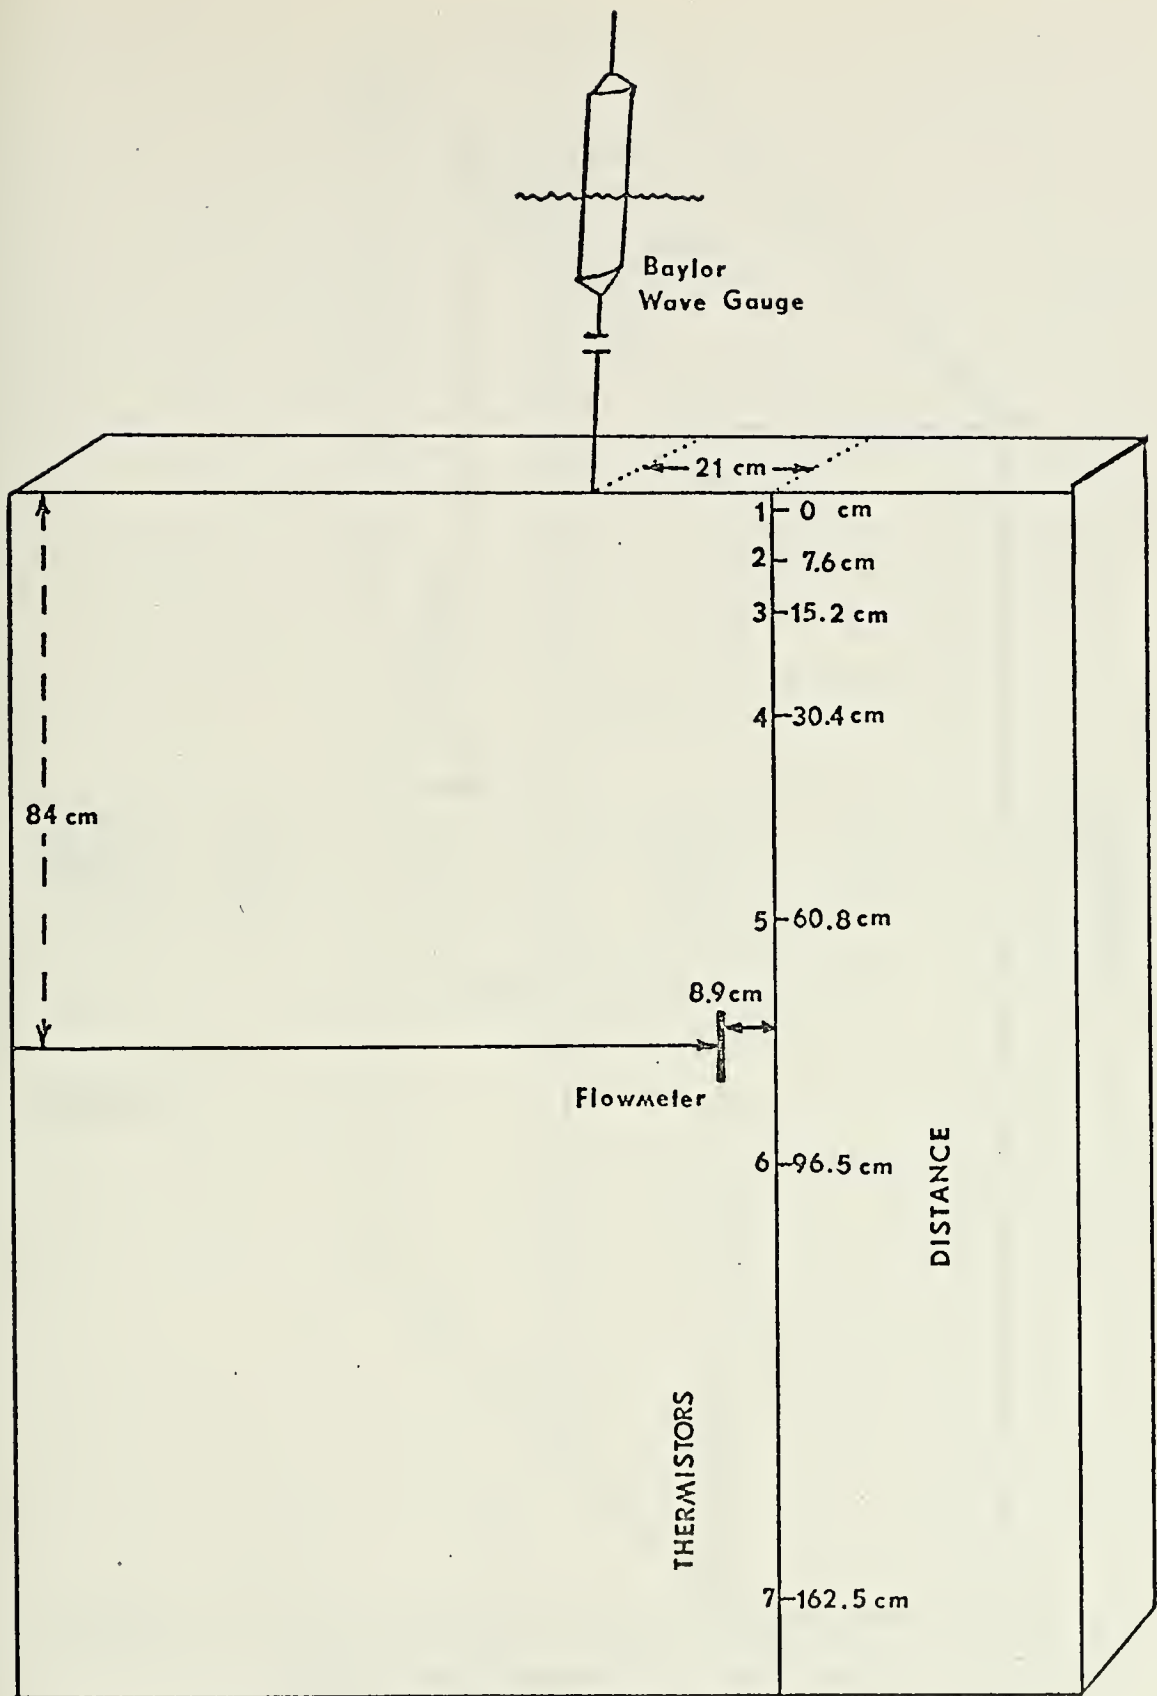 Baylor
Wave Gauge
21 cm
1 0 cm
2 7.6 cm
3 15.2 cm
4 30.4 cm
84 cm
5 60.8 cm
8.9 cm
Flowmeter
6 96.5 cm
DISTANCE
THERMISTORS
7 162.5 cm